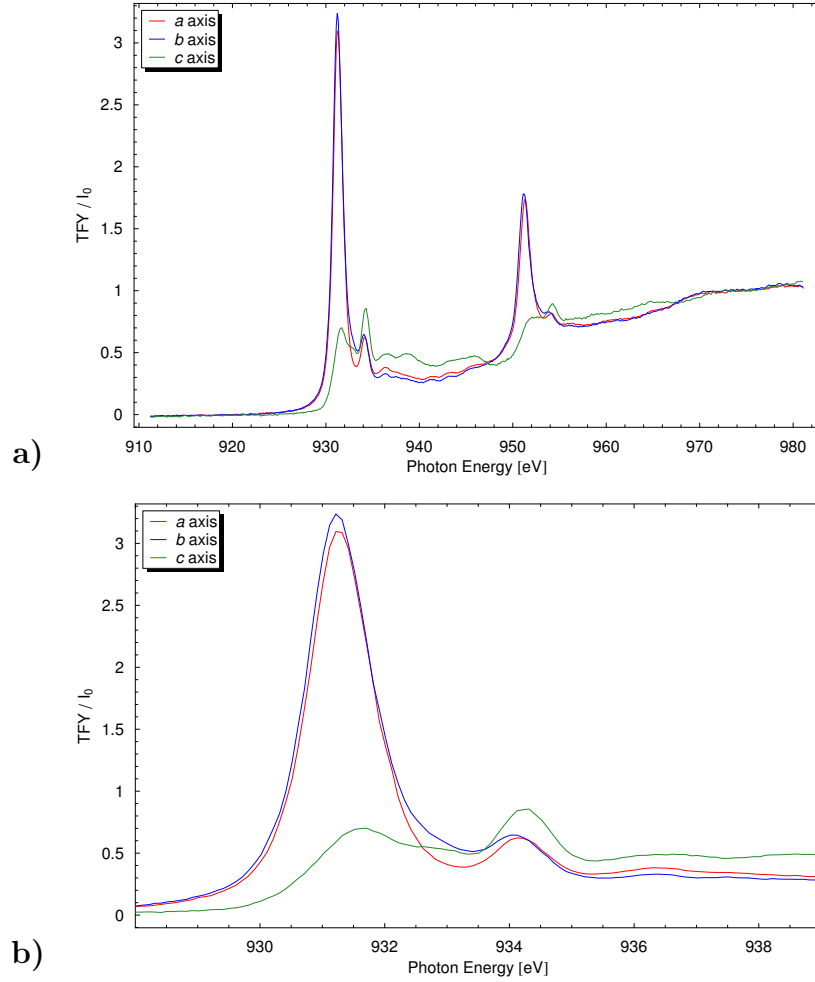 a axis
b axis
c axis
3
2.5
2
1.5
1
0.5
0
TFY / I₀
910 920 930 940 950 960 970 980
Photon Energy [eV]
a)
a axis
b axis
c axis
3
2.5
2
1.5
1
0.5
0
TFY / I₀
930 932 934 936 938
Photon Energy [eV]
b)